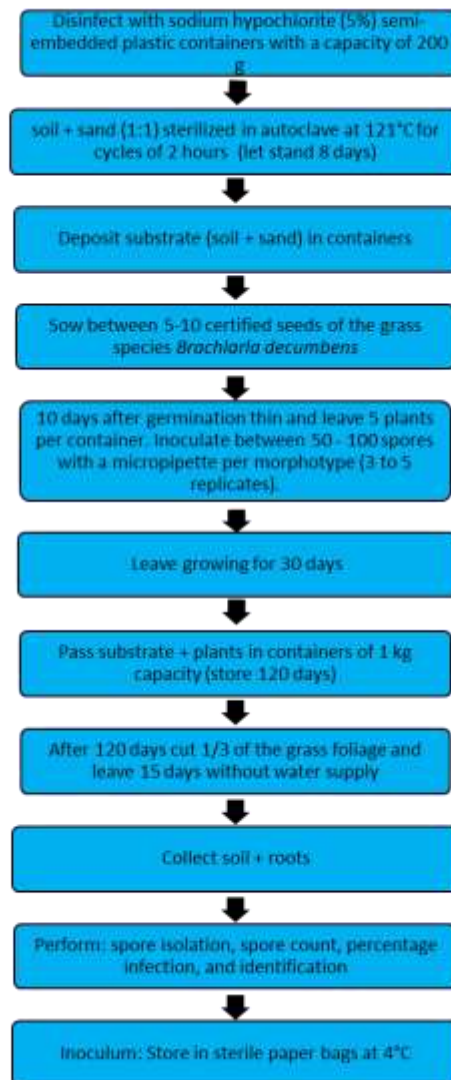 Disinfect with sodium hypochlorite (5%) semi-
embedded plastic containers with a capacity of 200
g
soil + sand (1:1) sterilized in autoclave at 121°C for
cycles of 2 hours (let stand 8 days)
Deposit substrate (soil + sand) in containers
Sow between 5-10 certified seeds of the grass
species Brachiaria decumbens
10 days after germination thin and leave 5 plants
per container. Inoculate between 50 - 100 spores
with a micropipette per morphotype (3 to 5
replicates).
Leave growing for 30 days
Pass substrate + plants in containers of 1 kg
capacity (store 120 days)
After 120 days cut 1/3 of the grass foliage and
leave 15 days without water supply
Collect soil + roots
Perform: spore isolation, spore count, percentage
infection, and identification
Inoculum: Store in sterile paper bags at 4°C